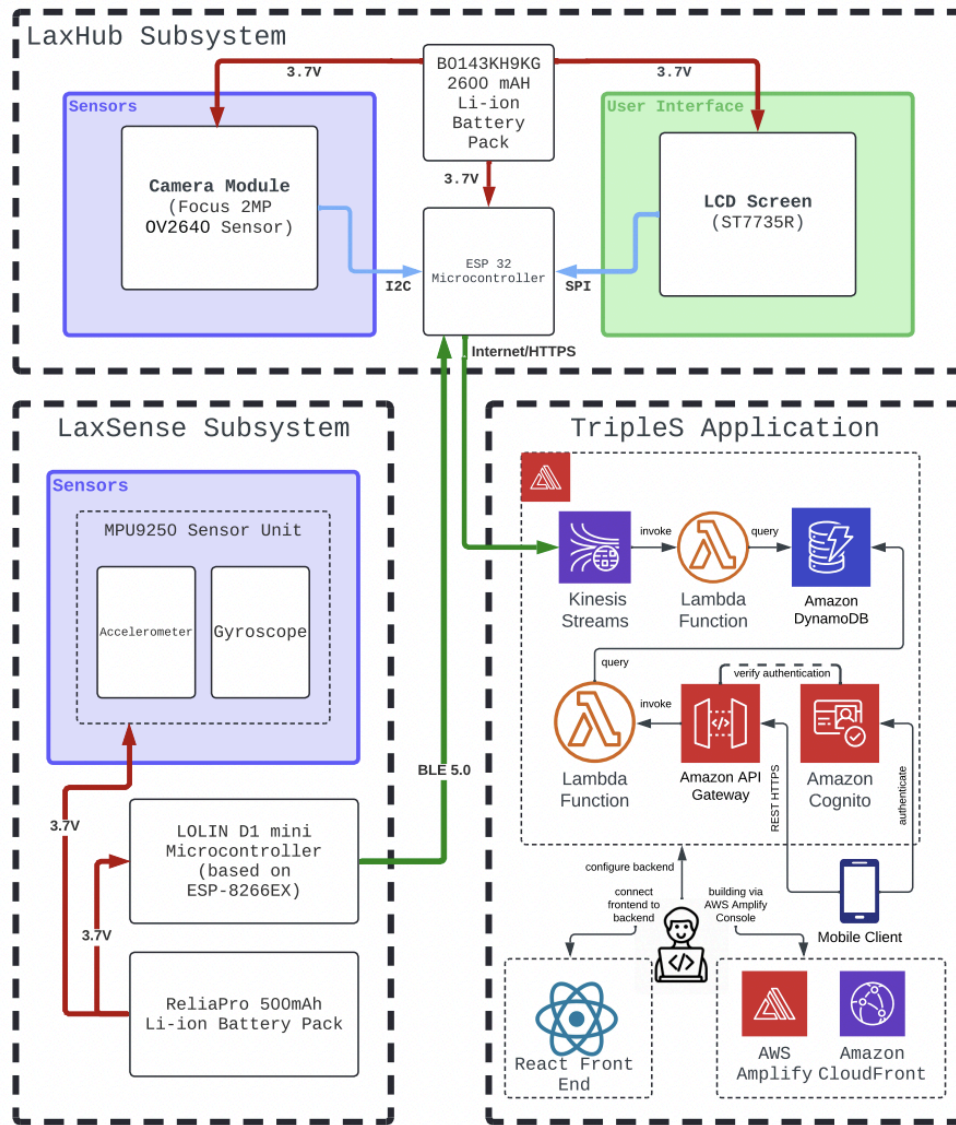 LaxHub Subsystem
3.7V
BO143KH9KG
2600 mAH
Li-ion
Battery
Pack
3.7V
Sensors
User Interface
Camera Module
(Focus 2MP
OV2640 Sensor)
3.7V
LCD Screen
(ST7735R)
ESP 32
Microcontroller
I2C
SPI
Internet/HTTPS
LaxSense Subsystem
Sensors
MPU9250 Sensor Unit
Accelerometer
Gyroscope
3.7V
LOLIN D1 mini
Microcontroller
(based on
ESP-8266EX)
3.7V
ReliaPro 500mAh
Li-ion Battery Pack
BLE 5.0
TripleS Application
invoke
query
Kinesis
Streams
Lambda
Function
Amazon
DynamoDB
query
verify authentication
invoke
Lambda
Function
Amazon API
Gateway
REST HTTPS
Amazon
Cognito
authenticate
configure backend
connect
frontend to
backend
building via
AWS Amplify
Console
Mobile Client
React Front
End
AWS
Amplify
Amazon
CloudFront